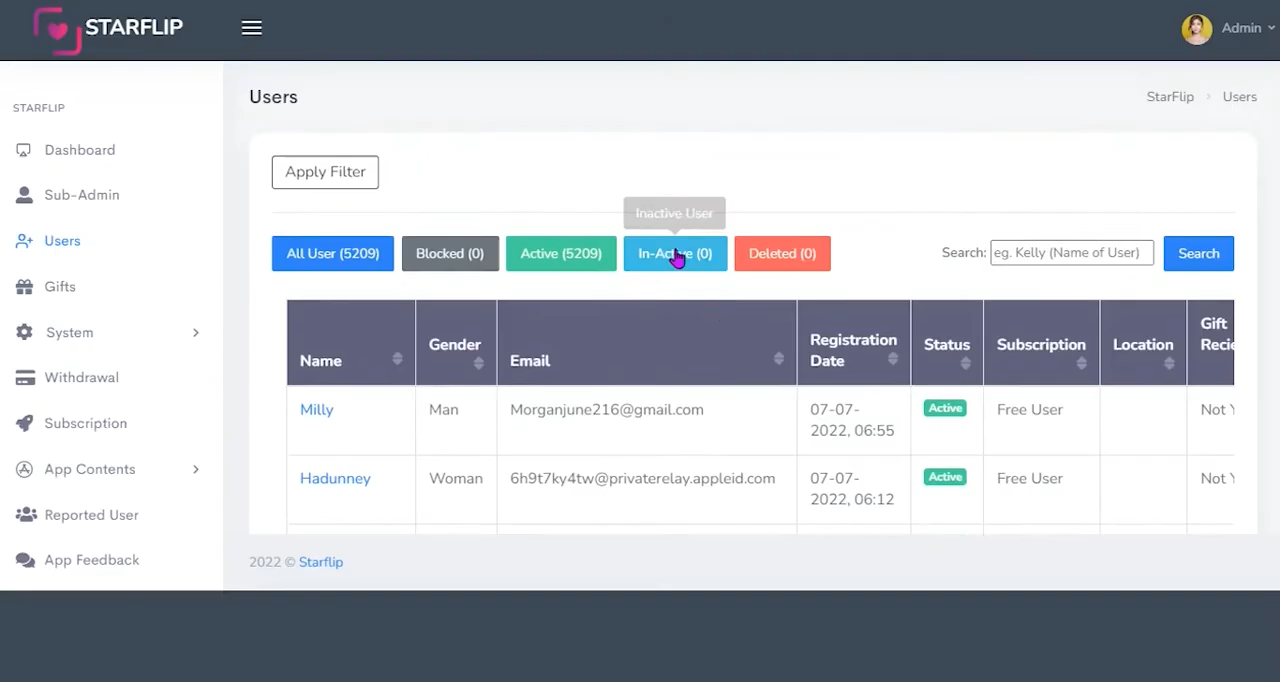 STARFLIP
Admin
STARFLIP
Dashboard
Sub-Admin
Users
Gifts
System
Withdrawal
Subscription
App Contents
Reported User
App Feedback
Users
StarFlip > Users
Apply Filter
Inactive User
All User (5209) Blocked (0) Active (5209) In-Active (0) Deleted (0) Search: eg. Kelly (Name of User) Search
Name Gender Email Registration Date Status Subscription Location Gift Recie
Milly Man Morganjune216@gmail.com 07-07-2022, 06:55 Active Free User Not Y
Hadunney Woman 6h9t7ky4tw@privaterelay.appleid.com 07-07-2022, 06:12 Active Free User Not Y
2022 © Starflip